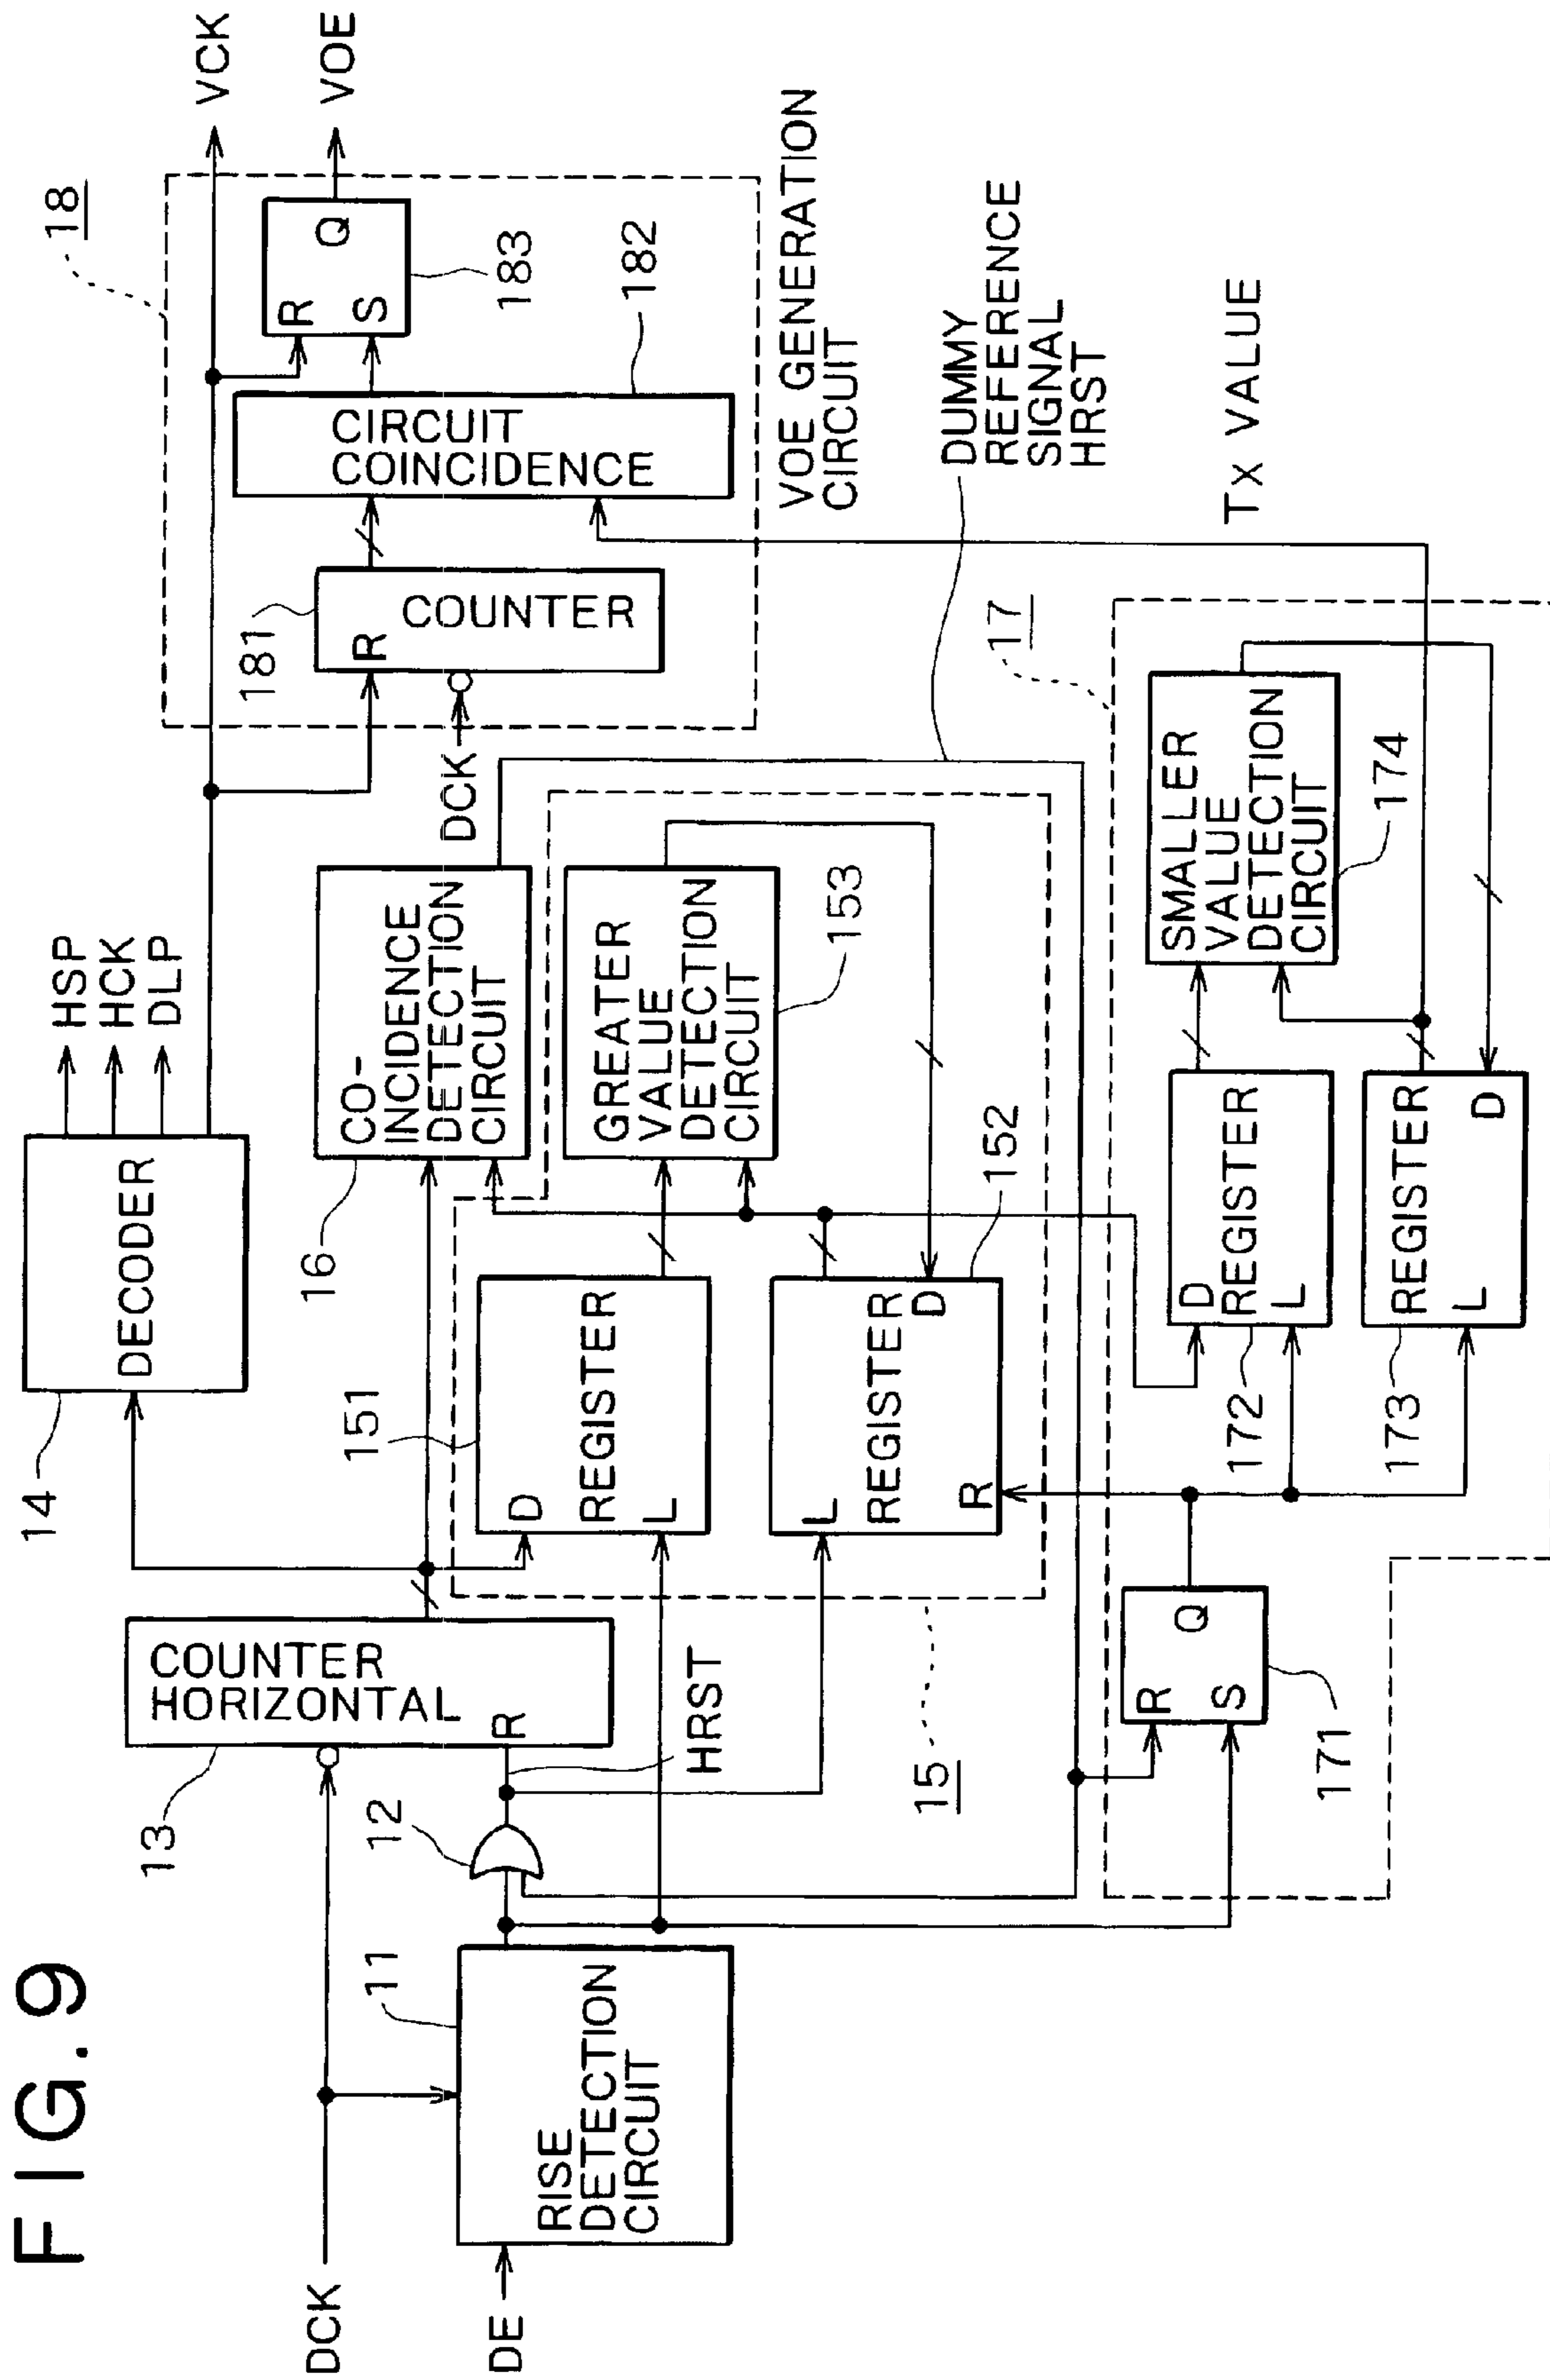 FIG. 9
DCK
DE
RISE
DETECTION
CIRCUIT
11
12
13
COUNTER
HORIZONTAL
R
HRST
14
DECODER
HSP
HCK
DLP
15
151
D
REGISTER
L
L
REGISTER
D
R
152
16
CO-
INCIDENCE
DETECTION
CIRCUIT
GREATER
VALUE
DETECTION
CIRCUIT
153
DCK
181
R
COUNTER
CIRCUIT
COINCIDENCE
182
R
S
Q
183
18
VCK
VOE
VOE GENERATION
CIRCUIT
DUMMY
REFERENCE
SIGNAL
HRST
Tx VALUE
17
171
R
S
Q
172
D
REGISTER
L
173
REGISTER
L
D
SMALLER
VALUE
DETECTION
CIRCUIT
174